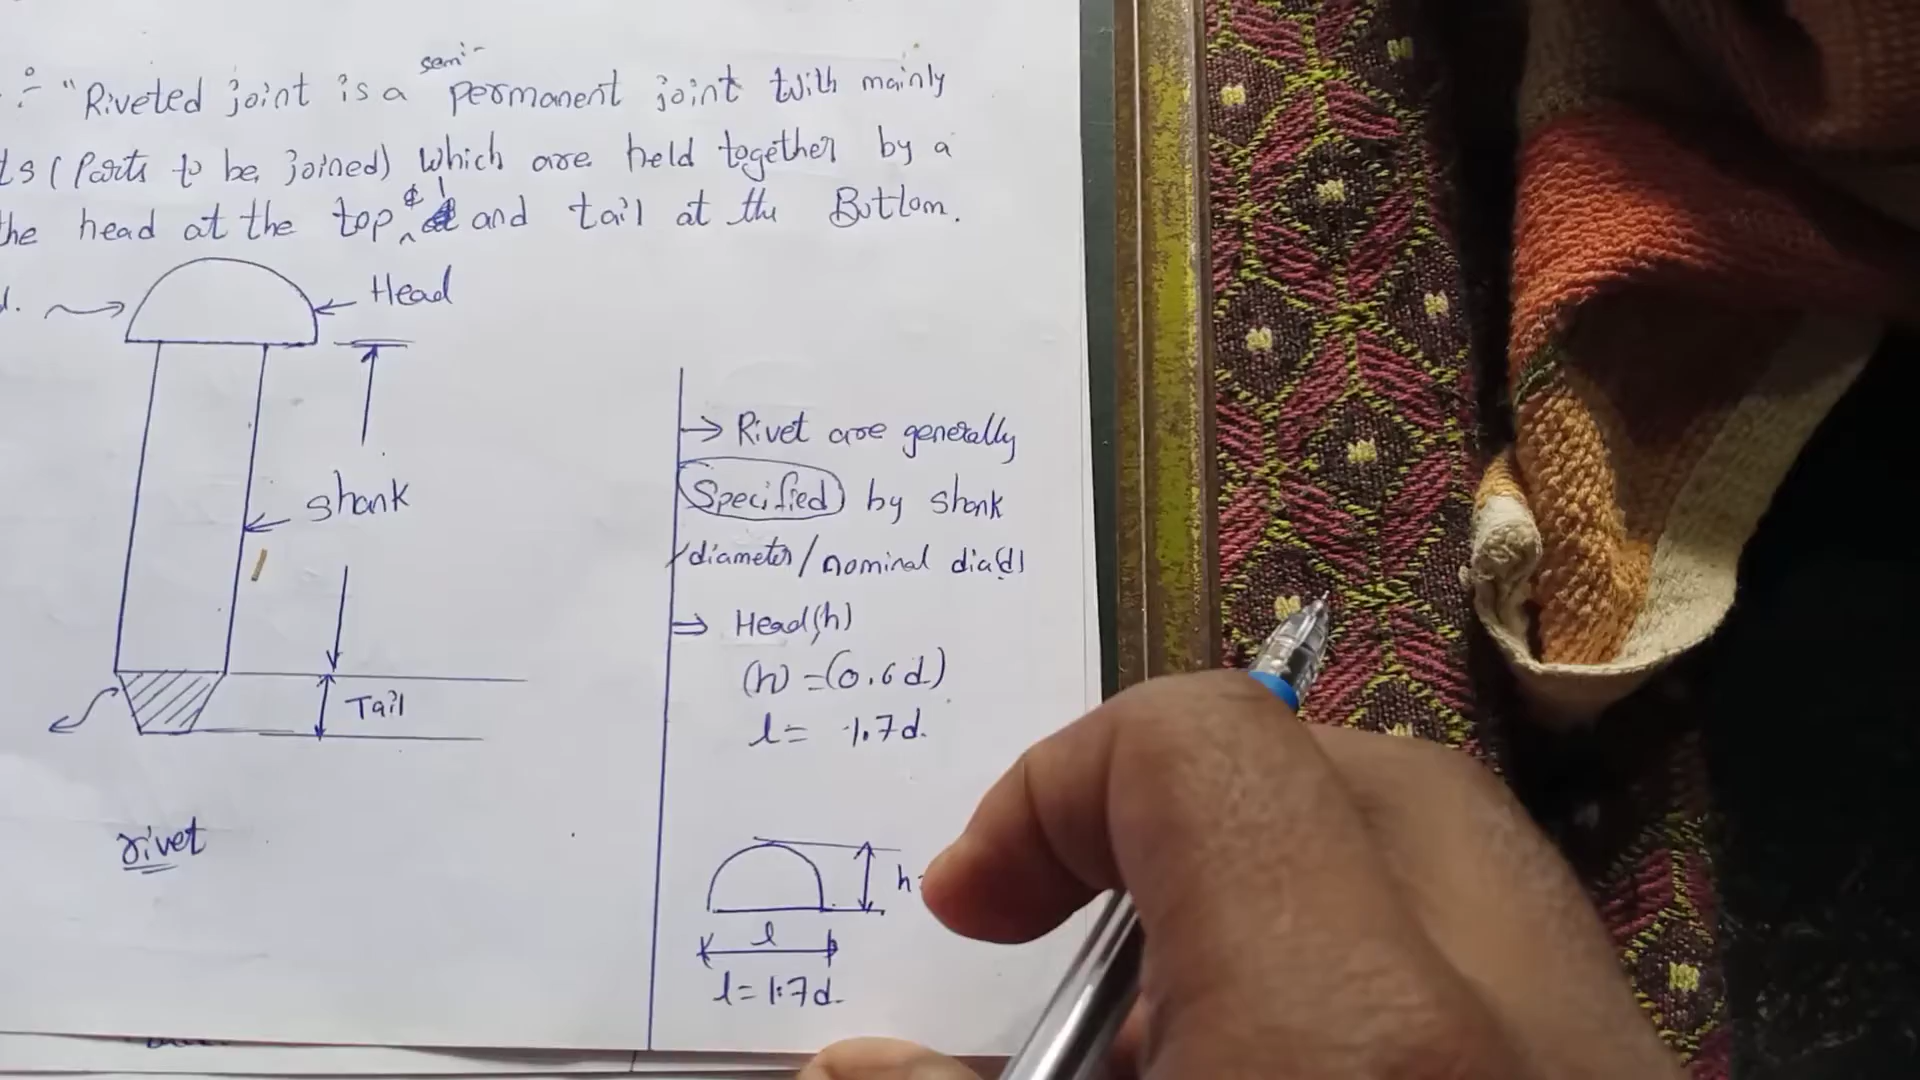 :- "Riveted joint is a semi- permanent joint with mainly
ts (Parts to be joined) which are held together by a
the head at the top & and tail at the Bottom.
Head
shank
Tail
rivet
→ Rivet are generally
Specified by shank
diameter / nominal dia(d)
⇒ Head(h)
(h) = (0.6d)
l = 1.7d.
h
l
l = 1.7d.